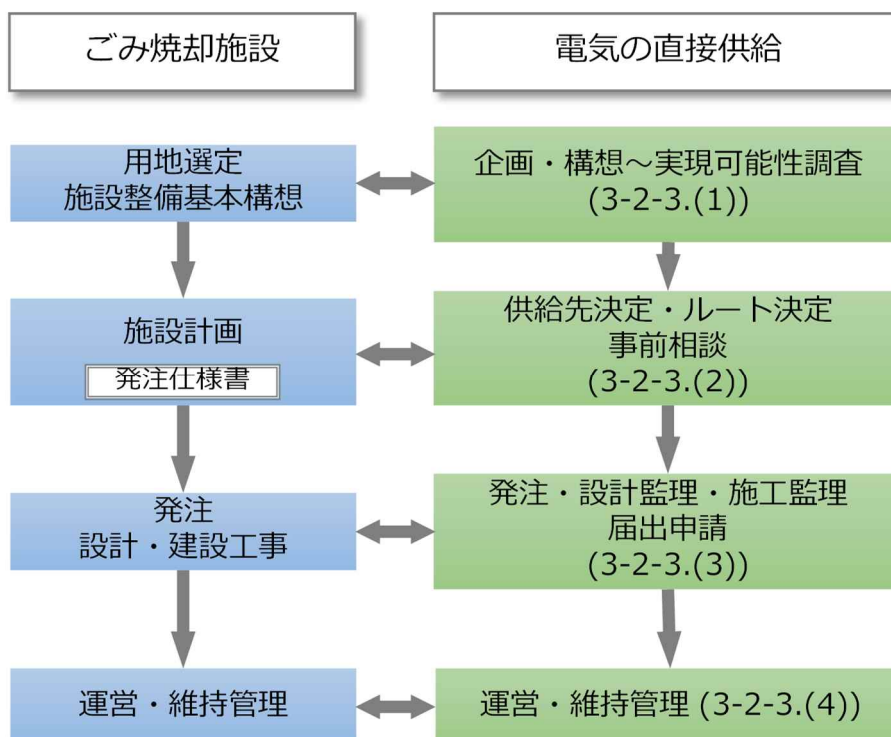 ごみ焼却施設
電気の直接供給
用地選定
施設整備基本構想
企画・構想～実現可能性調査
(3-2-3.(1))
施設計画
発注仕様書
供給先決定・ルート決定
事前相談
(3-2-3.(2))
発注
設計・建設工事
発注・設計監理・施工監理
届出申請
(3-2-3.(3))
運営・維持管理
運営・維持管理 (3-2-3.(4))